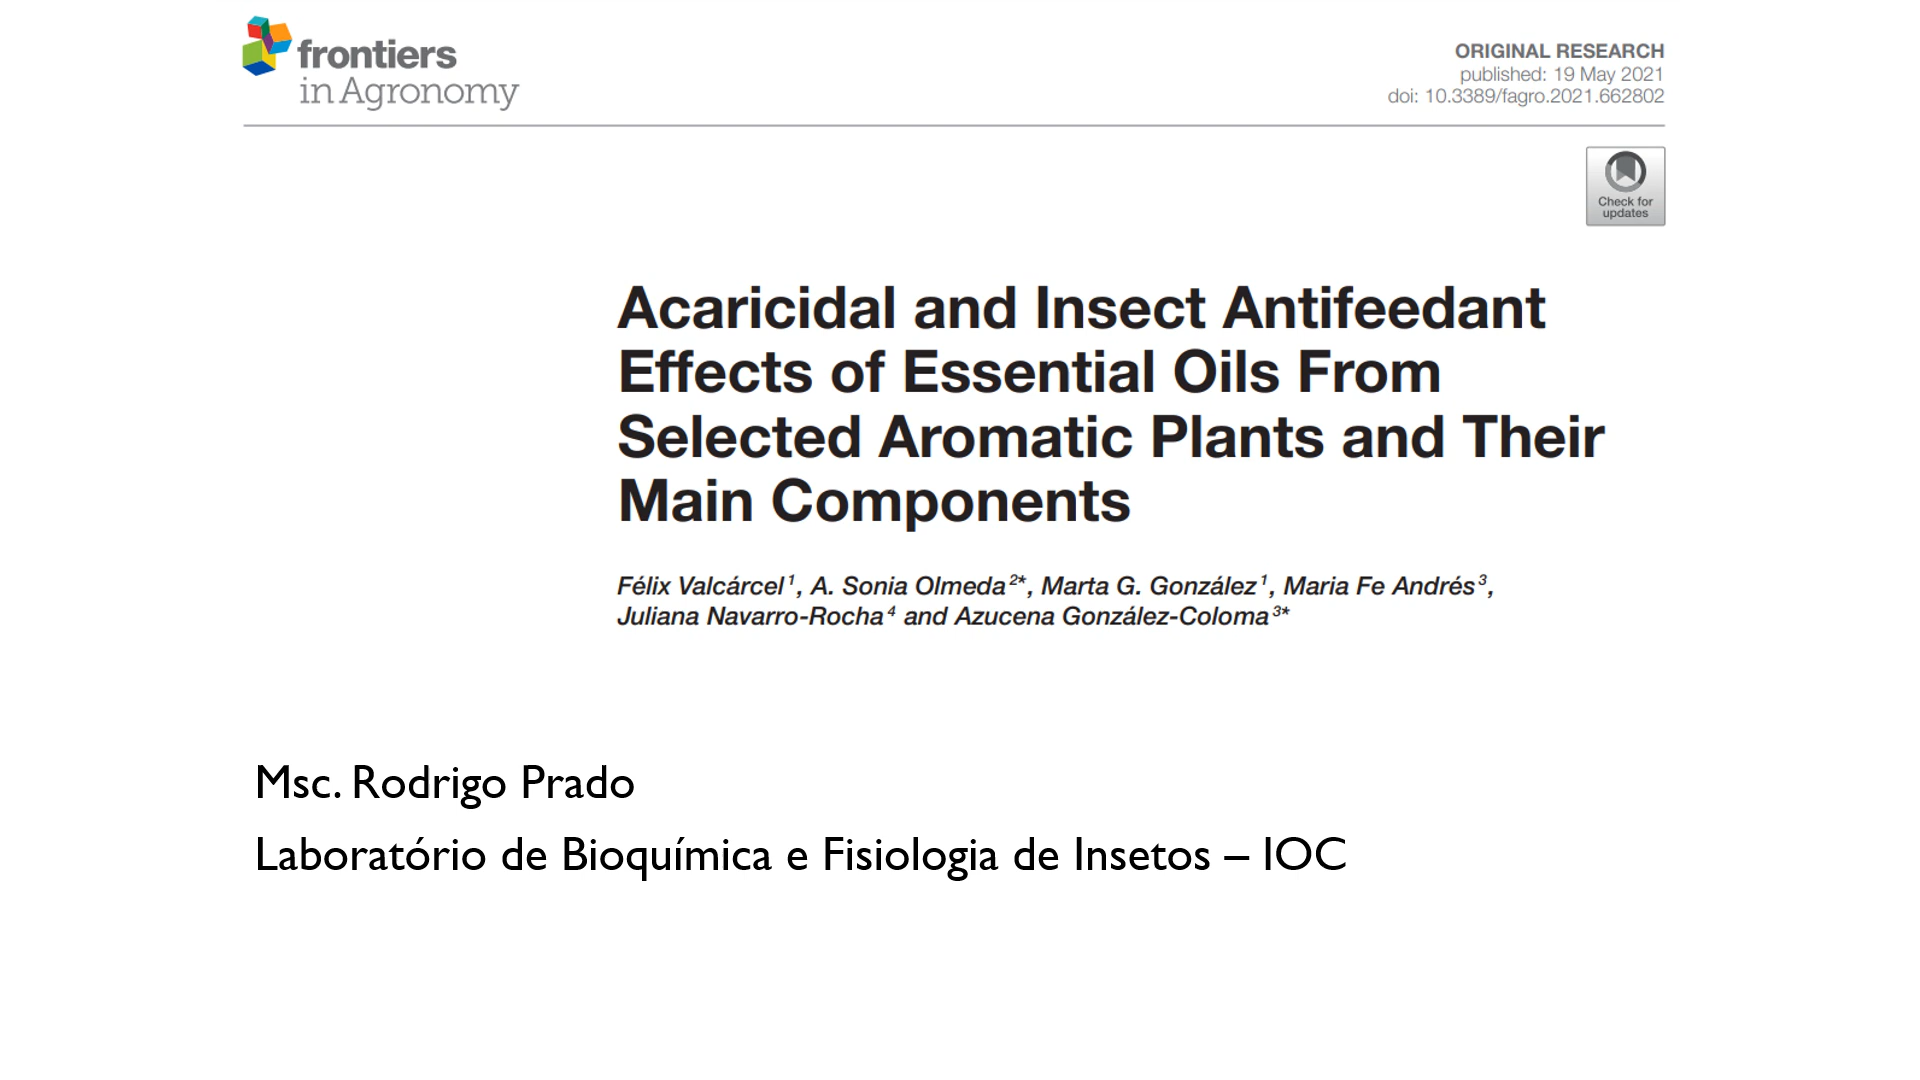 frontiers
in Agronomy
ORIGINAL RESEARCH
published: 19 May 2021
doi: 10.3389/fagro.2021.662802
Check for
updates
Acaricidal and Insect Antifeedant
Effects of Essential Oils From
Selected Aromatic Plants and Their
Main Components
Félix Valcárcel¹, A. Sonia Olmeda²*, Marta G. González¹, Maria Fe Andrés³,
Juliana Navarro-Rocha⁴ and Azucena González-Coloma³*
Msc. Rodrigo Prado
Laboratório de Bioquímica e Fisiologia de Insetos – IOC